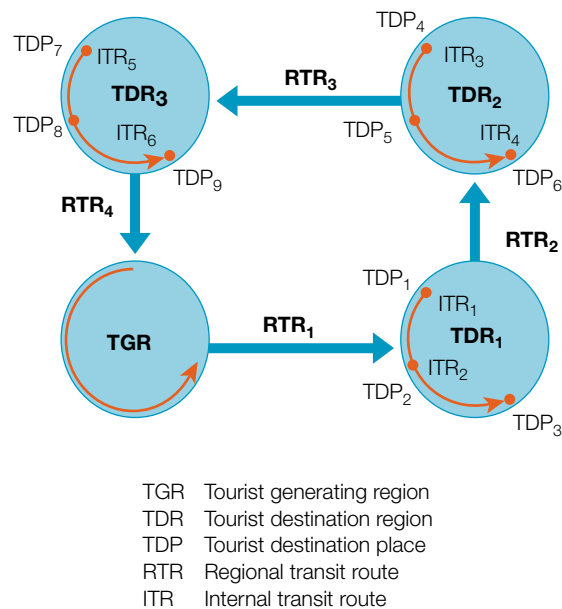 TDP7
ITR5
TDR3
TDP8
ITR6
TDP9
RTR3
TDP4
ITR3
TDR2
TDP5
ITR4
TDP6
RTR4
RTR2
TGR
RTR1
TDP1
ITR1
TDR1
ITR2
TDP2
TDP3
TGR Tourist generating region
TDR Tourist destination region
TDP Tourist destination place
RTR Regional transit route
ITR Internal transit route